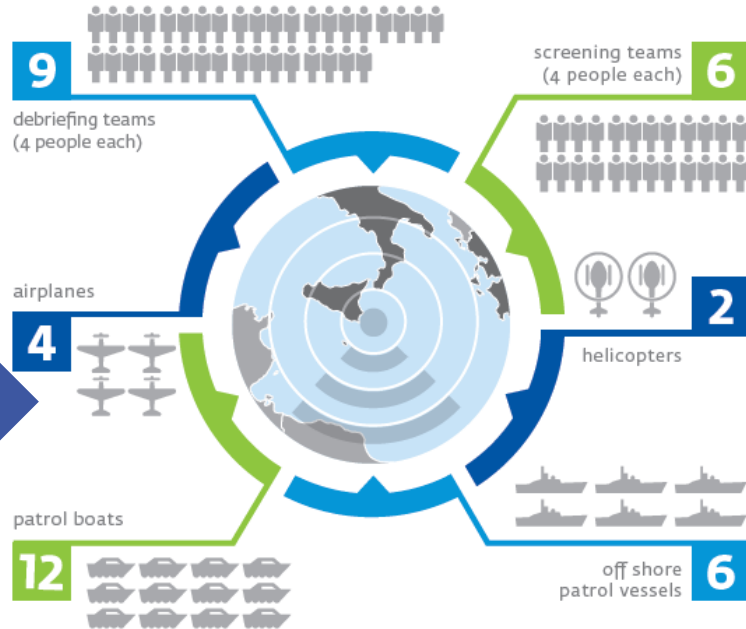 9
debriefing teams
(4 people each)
screening teams
(4 people each)
6
airplanes
4
2
helicopters
patrol boats
12
off shore
patrol vessels
6